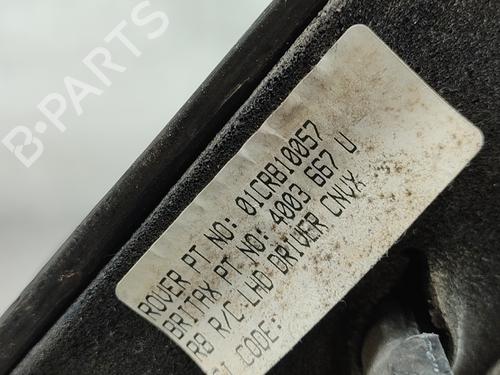 B-PARTS
ROVER PT NO: 01CRB10057
BRITAX PT NO: 4003 667 U
R8 R/C LHD DRIVER CNVX
CODE: